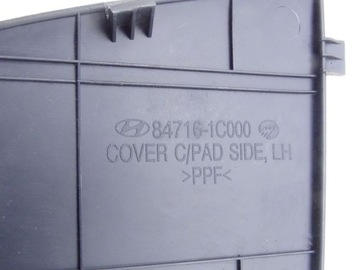 84716-1C000
COVER C/PAD SIDE, LH
>PPF<